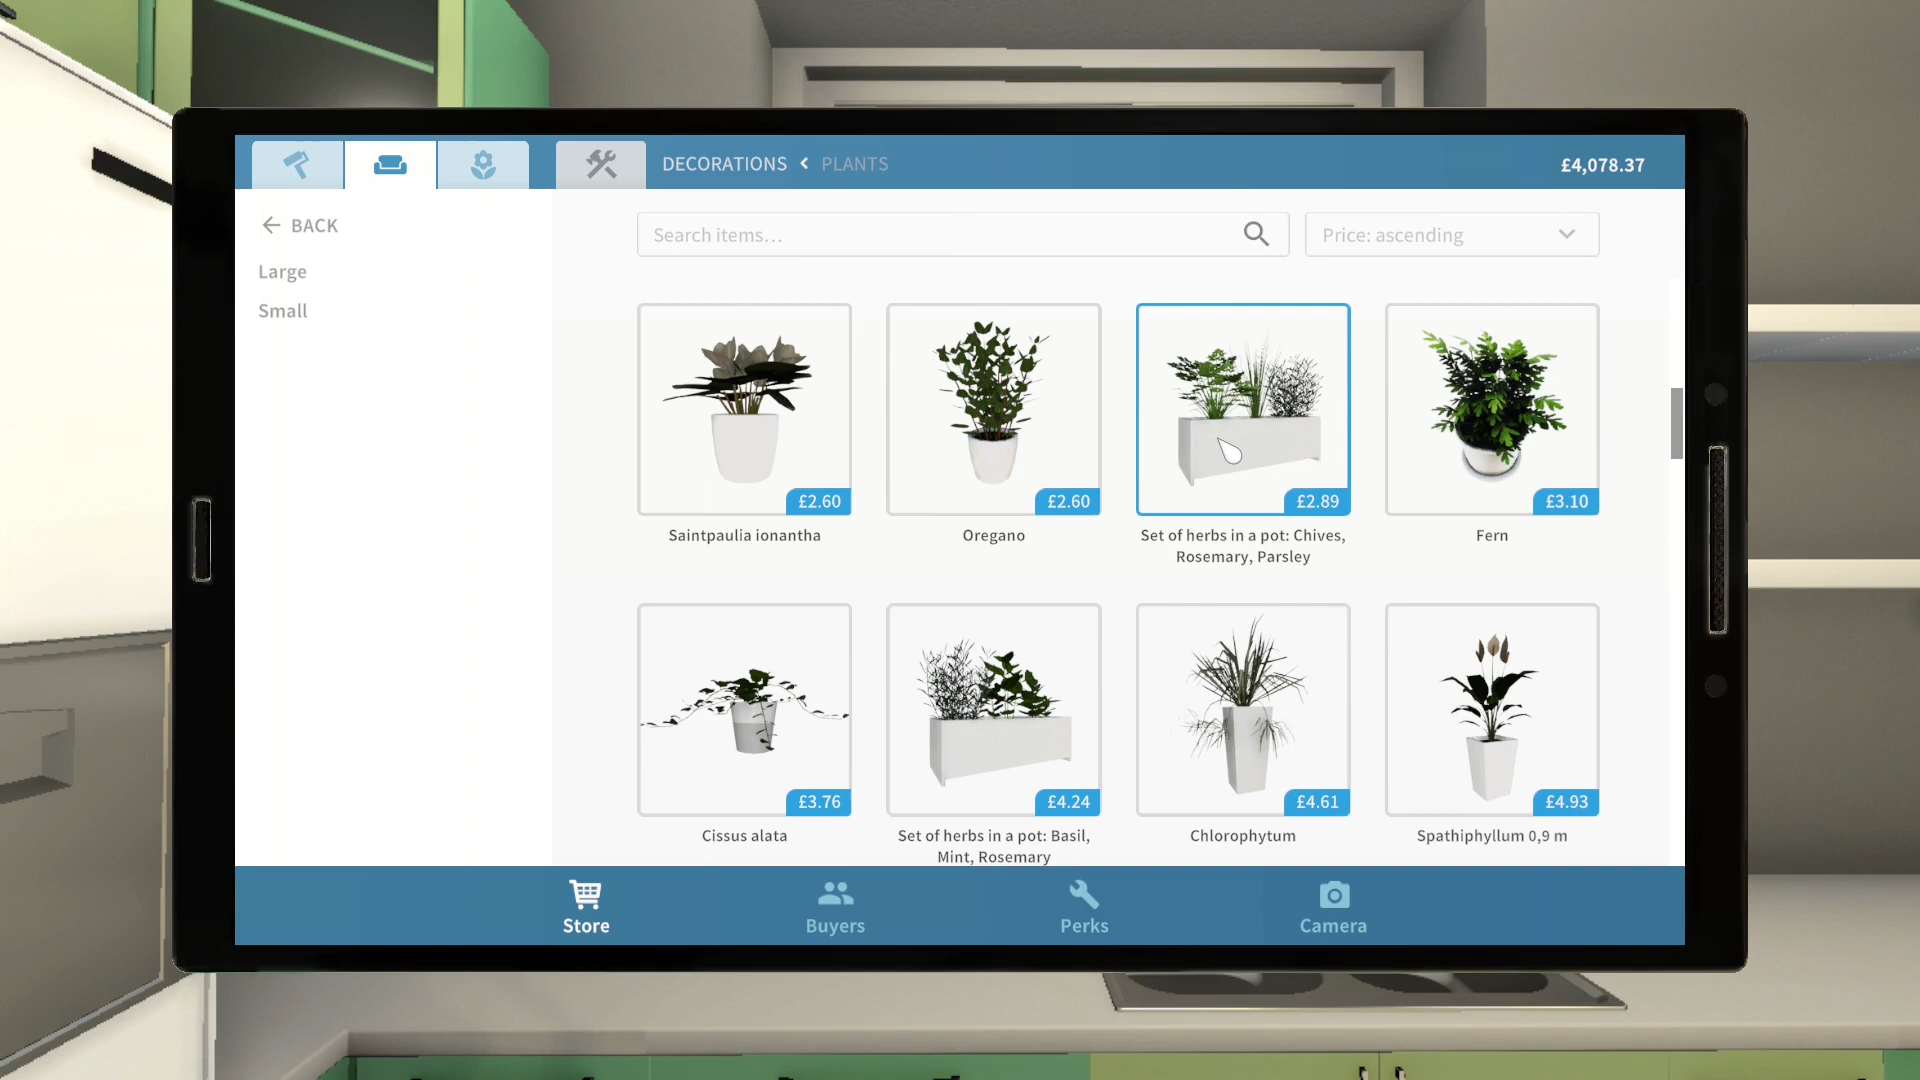 DECORATIONS < PLANTS
£4,078.37
BACK
Large
Small
Search items...
Price: ascending
£2.60
£2.60
£2.89
£3.10
Saintpaulia ionantha
Oregano
Set of herbs in a pot: Chives,
Rosemary, Parsley
Fern
£3.76
£4.24
£4.61
£4.93
Cissus alata
Set of herbs in a pot: Basil,
Mint, Rosemary
Chlorophytum
Spathiphyllum 0,9 m
Store
Buyers
Perks
Camera